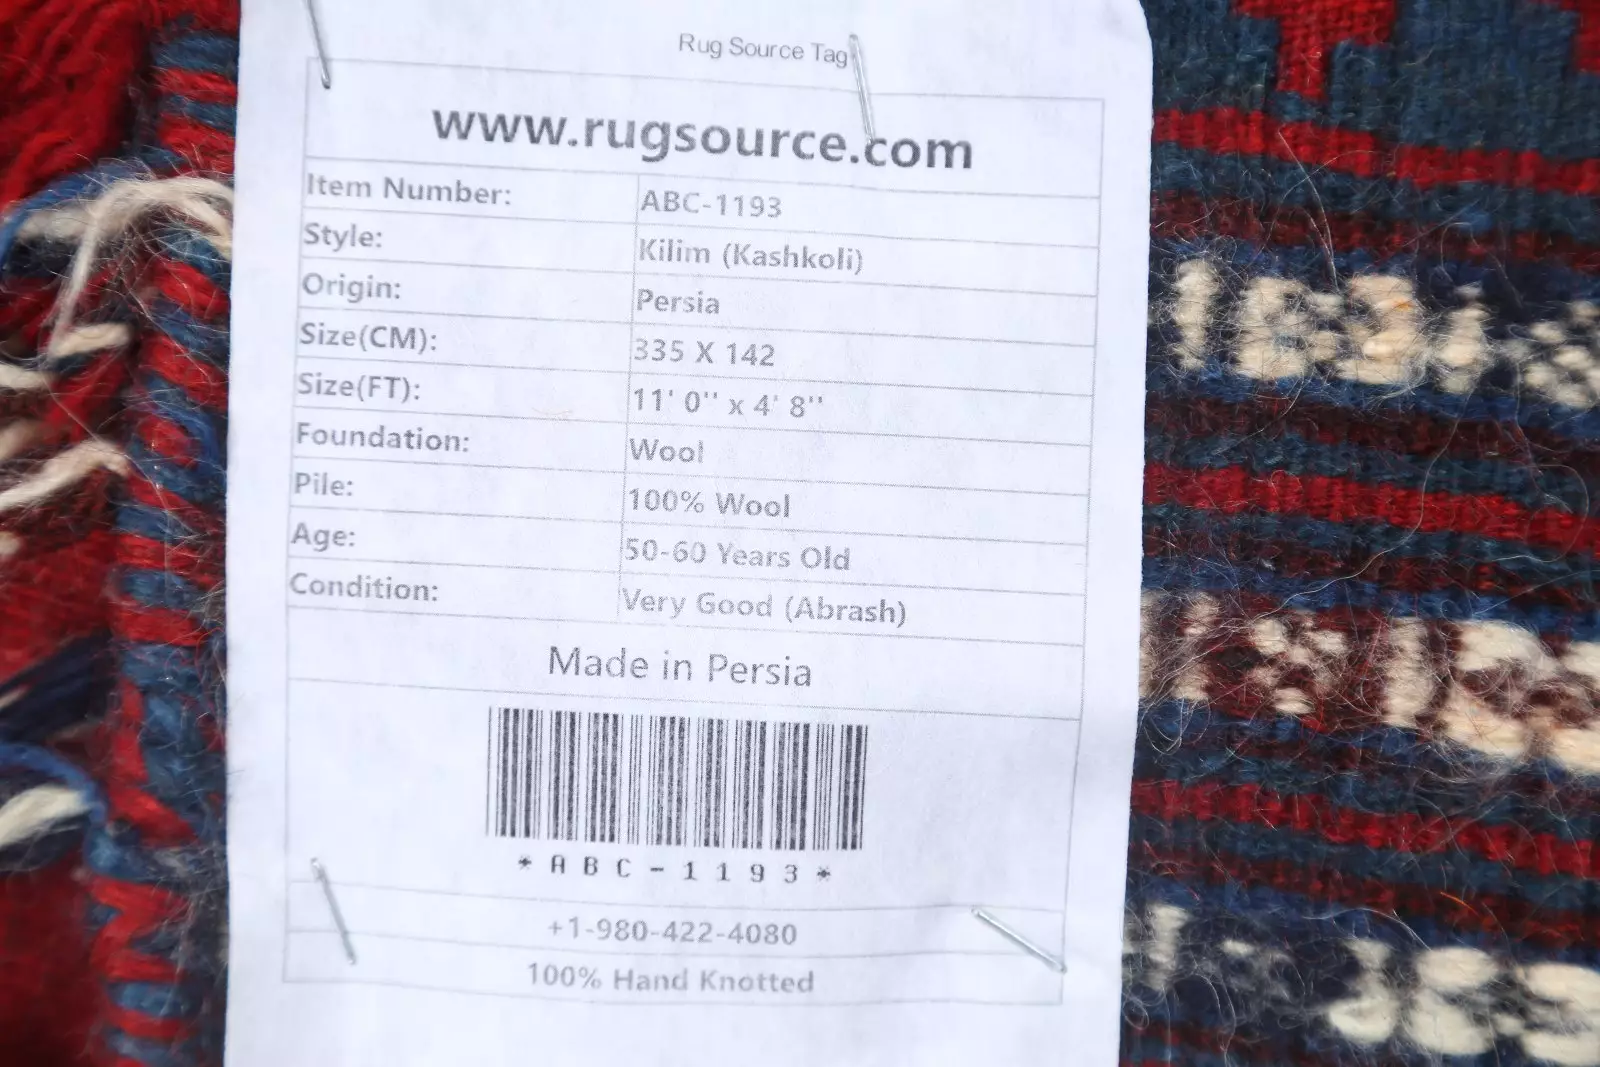 Rug Source Tag
www.rugsource.com
Item Number: ABC-1193
Style: Kilim (Kashkoli)
Origin: Persia
Size(CM): 335 X 142
Size(FT): 11' 0'' x 4' 8''
Foundation: Wool
Pile: 100% Wool
Age: 50-60 Years Old
Condition: Very Good (Abrash)
Made in Persia
*ABC-1193*
+1-980-422-4080
100% Hand Knotted